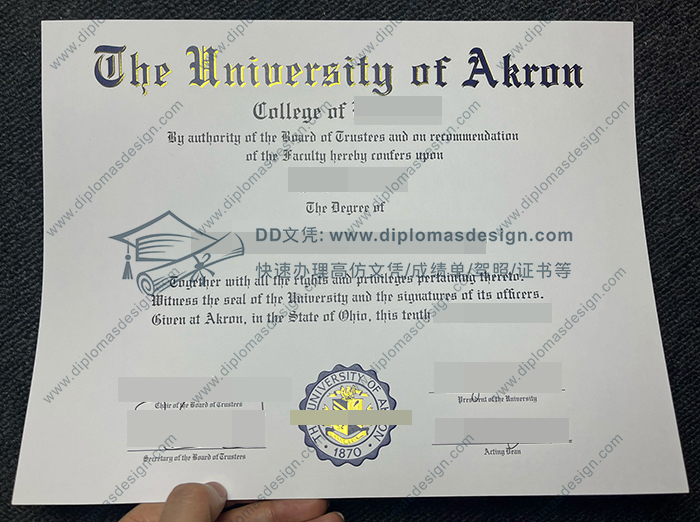 The University of Akron
College of
By authority of the Board of Trustees and on recommendation
of the Faculty hereby confers upon
The Degree of
DD文凭: www.diplomasdesign.com
快速办理高仿文凭/成绩单/驾照/证书等
Together with all the rights and privileges pertaining thereto.
Witness the seal of the University and the signatures of its officers.
Given at Akron, in the State of Ohio, this tenth
Chair of the Board of Trustees
President of the University
THE UNIVERSITY OF AKRON
1870
Secretary of the Board of Trustees
Acting Dean
www.diplomasdesign.com